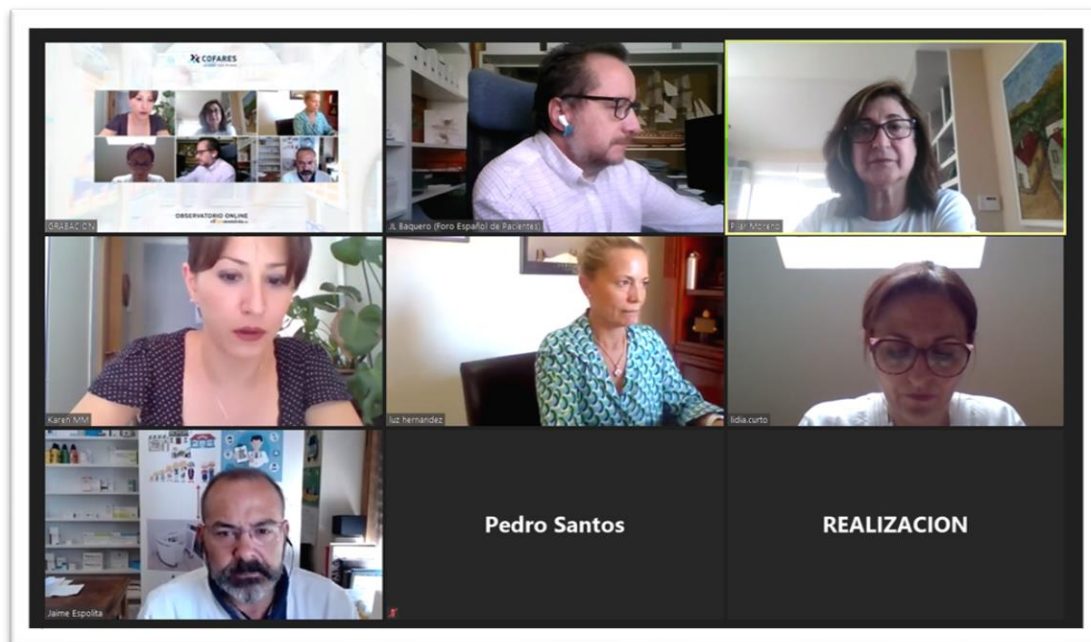 COFARES
OBSERVATORIO ONLINE
GRABACION
JL Baquero (Foro Español de Pacientes)
Pilar Moreno
Karen MM
luz hernandez
lidia.curto
Jaime Espolita
Pedro Santos
REALIZACION